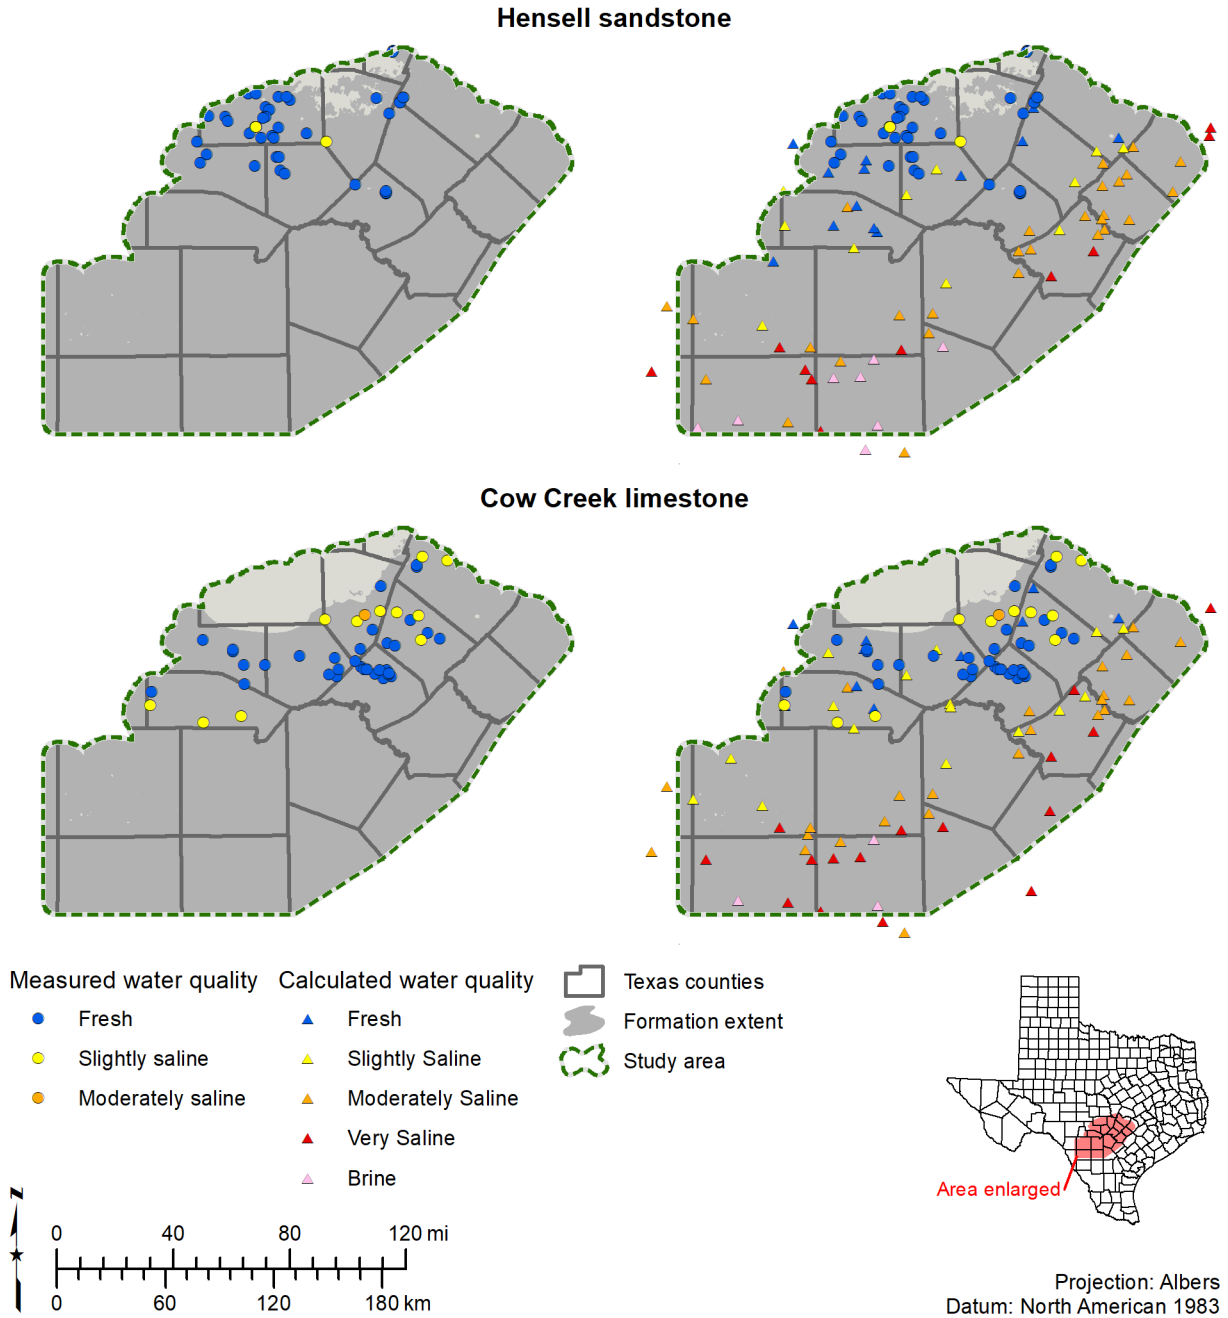 Hensell sandstone
Cow Creek limestone
Measured water quality
Fresh
Slightly saline
Moderately saline
Calculated water quality
Fresh
Slightly Saline
Moderately Saline
Very Saline
Brine
Texas counties
Formation extent
Study area
Area enlarged
N
0 40 80 120 mi
0 60 120 180 km
Projection: Albers
Datum: North American 1983